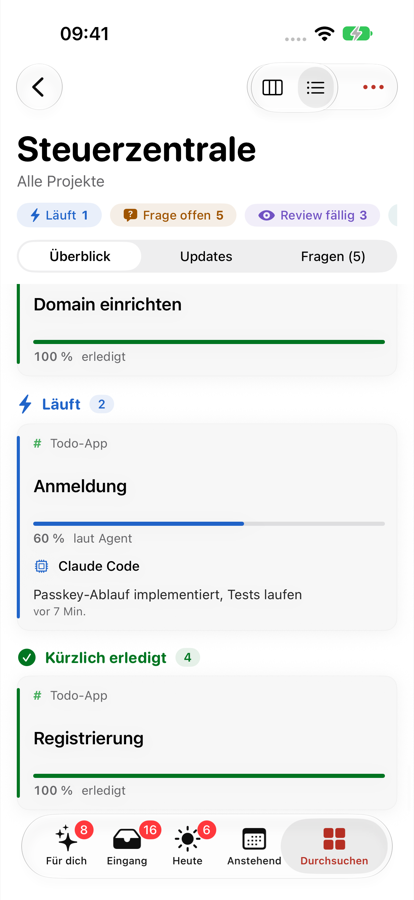 09:41
Steuerzentrale
Alle Projekte
Läuft 1
Frage offen 5
Review fällig 3
Überblick
Updates
Fragen (5)
Domain einrichten
100 % erledigt
Läuft 2
# Todo-App
Anmeldung
60 % laut Agent
Claude Code
Passkey-Ablauf implementiert, Tests laufen
vor 7 Min.
Kürzlich erledigt 4
# Todo-App
Registrierung
100 % erledigt
8
16
6
Für dich
Eingang
Heute
Anstehend
Durchsuchen